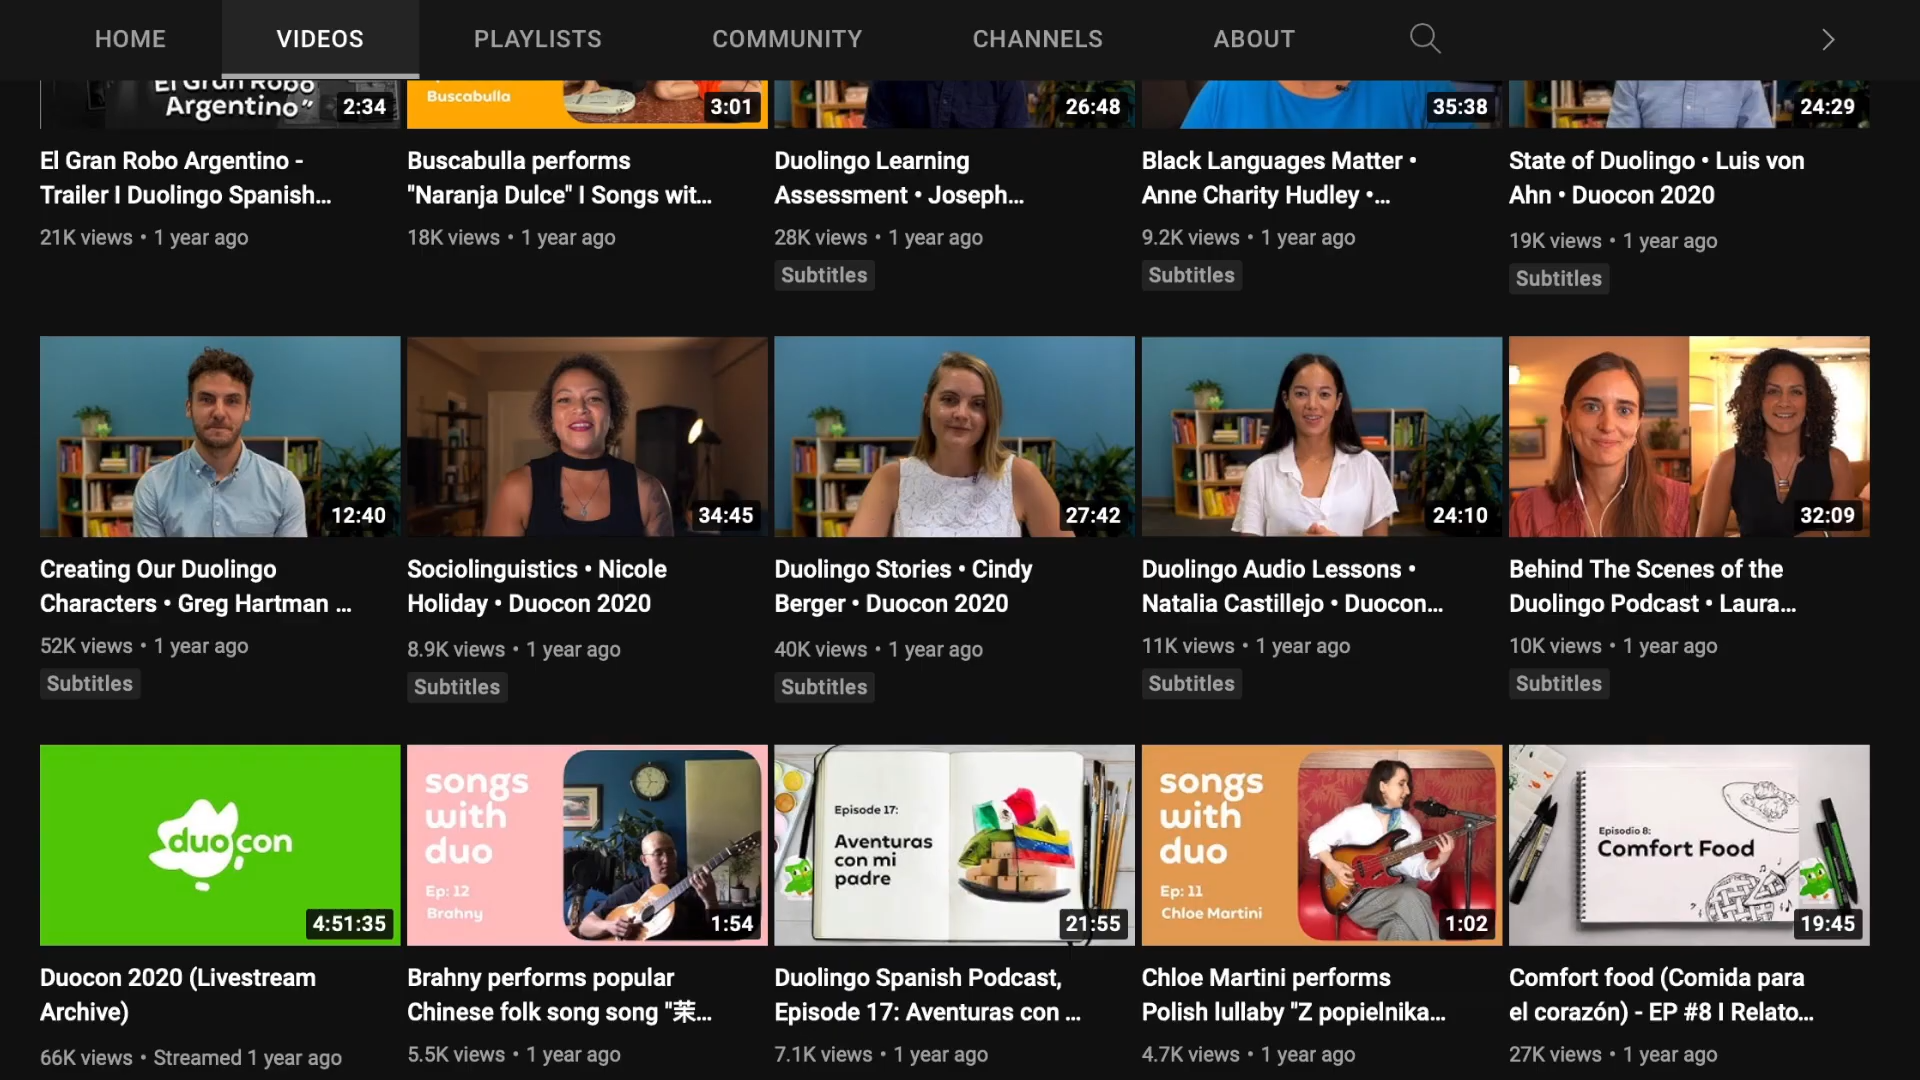 HOME VIDEOS PLAYLISTS COMMUNITY CHANNELS ABOUT
El Gran Robo
Argentino"
2:34
Buscabulla
3:01
26:48
35:38
24:29
El Gran Robo Argentino -
Trailer I Duolingo Spanish...
21K views • 1 year ago
Buscabulla performs
"Naranja Dulce" I Songs wit...
18K views • 1 year ago
Duolingo Learning
Assessment • Joseph...
28K views • 1 year ago
Subtitles
Black Languages Matter •
Anne Charity Hudley •...
9.2K views • 1 year ago
Subtitles
State of Duolingo • Luis von
Ahn • Duocon 2020
19K views • 1 year ago
Subtitles
12:40
34:45
27:42
24:10
32:09
Creating Our Duolingo
Characters • Greg Hartman ...
52K views • 1 year ago
Subtitles
Sociolinguistics • Nicole
Holiday • Duocon 2020
8.9K views • 1 year ago
Subtitles
Duolingo Stories • Cindy
Berger • Duocon 2020
40K views • 1 year ago
Subtitles
Duolingo Audio Lessons •
Natalia Castillejo • Duocon...
11K views • 1 year ago
Subtitles
Behind The Scenes of the
Duolingo Podcast • Laura...
10K views • 1 year ago
Subtitles
duocon
4:51:35
songs
with
duo
Ep: 12
Brahny
1:54
Episode 17:
Aventuras
con mi
padre
21:55
songs
with
duo
Ep: 11
Chloe Martini
1:02
Episodio 8:
Comfort Food
19:45
Duocon 2020 (Livestream
Archive)
66K views • Streamed 1 year ago
Brahny performs popular
Chinese folk song song "茉...
5.5K views • 1 year ago
Duolingo Spanish Podcast,
Episode 17: Aventuras con ...
7.1K views • 1 year ago
Chloe Martini performs
Polish lullaby "Z popielnika...
4.7K views • 1 year ago
Comfort food (Comida para
el corazón) - EP #8 I Relato...
27K views • 1 year ago